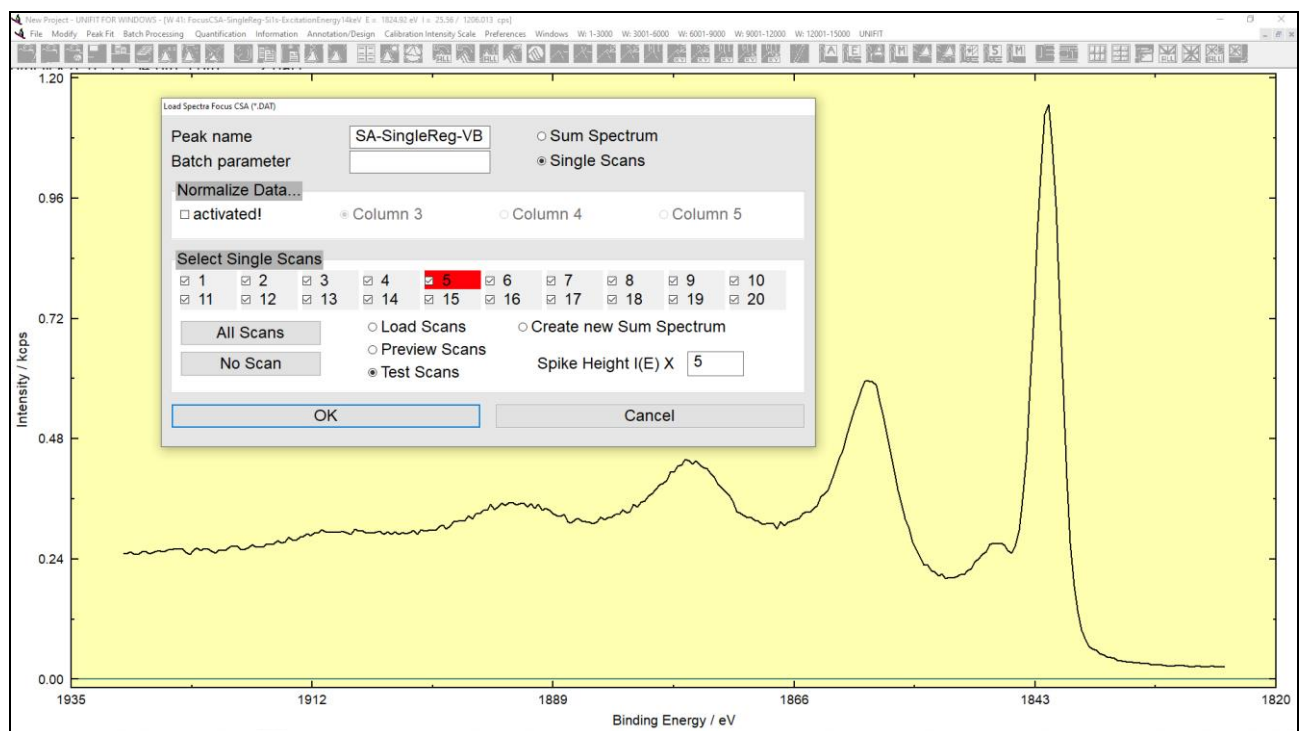 New Project - UNIFIT FOR WINDOWS - [W 41: FocusCSA-SingleReg-Si1s-ExcitationEnergy14keV E = 1824.92 eV I = 25.56 / 1206.013 cps]
File Modify Peak Fit Batch Processing Quantification Information Annotation/Design Calibration Intensity Scale Preferences Windows W: 1-3000 W: 3001-6000 W: 6001-9000 W: 9001-12000 W: 12001-15000 UNIFIT
1.20
Load Spectra Focus CSA (*.DAT)
Peak name SA-SingleReg-VB Sum Spectrum
Batch parameter Single Scans
Normalize Data...
activated! Column 3 Column 4 Column 5
0.96
Select Single Scans
1 2 3 4 5 6 7 8 9 10
11 12 13 14 15 16 17 18 19 20
All Scans Load Scans Create new Sum Spectrum
0.72
Preview Scans
No Scan Test Scans Spike Height I(E) X 5
OK Cancel
Intensity / kcps
0.48
0.24
0.00
1935 1912 1889 1866 1843 1820
Binding Energy / eV